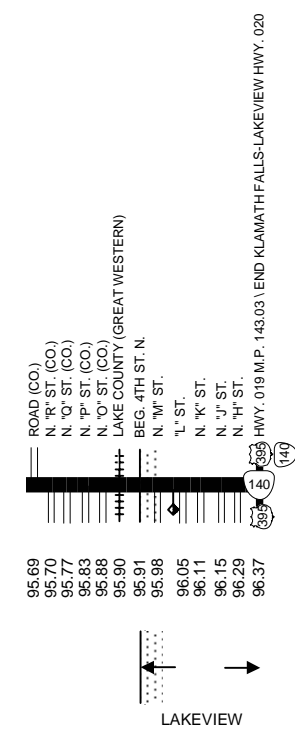 95.69 ROAD (CO.)
95.70 N. "R" ST. (CO.)
95.77 N. "Q" ST. (CO.)
95.83 N. "P" ST. (CO.)
95.88 N. "O" ST. (CO.)
95.90 LAKE COUNTY (GREAT WESTERN)
95.91 BEG. 4TH ST. N.
95.98 N. "M" ST.
96.05 "L" ST.
96.11 N. "K" ST.
96.15 N. "J" ST.
96.29 N. "H" ST.
96.37 HWY. 019 M.P. 143.03 \ END KLAMATH FALLS-LAKEVIEW HWY. 020
395 140 395 140
LAKEVIEW